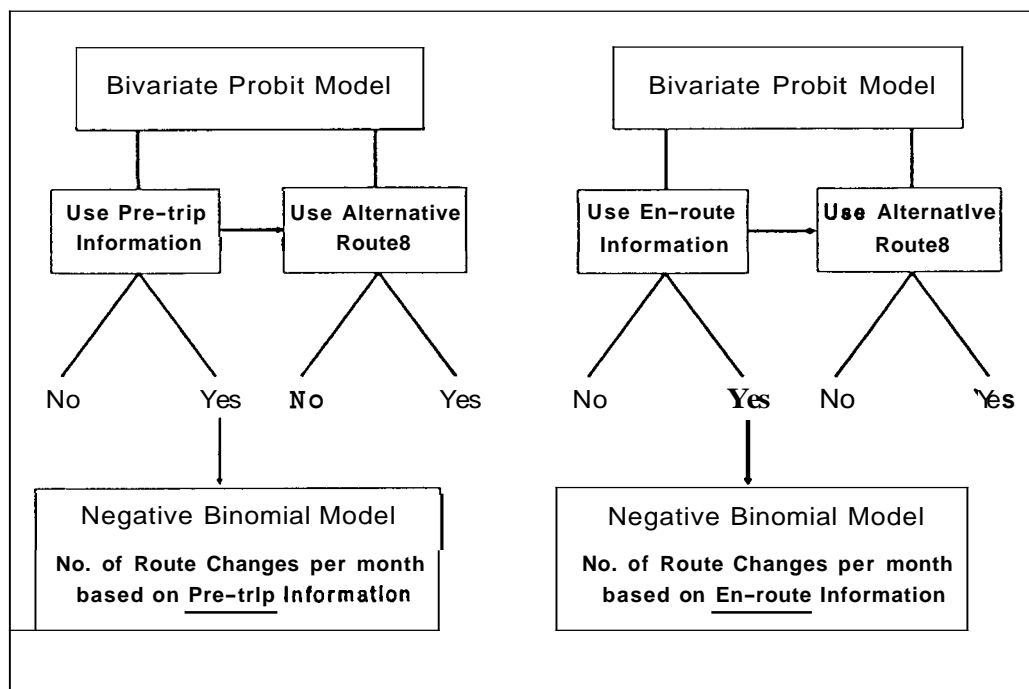 Bivariate Probit Model
Use Pre-trip
Information
Use Alternative
Route8
No
Yes
No
Yes
Negative Binomial Model
No. of Route Changes per month
based on Pre-trip Information
Bivariate Probit Model
Use En-route
Information
Use Alternative
Route8
No
Yes
No
Yes
Negative Binomial Model
No. of Route Changes per month
based on En-route Information